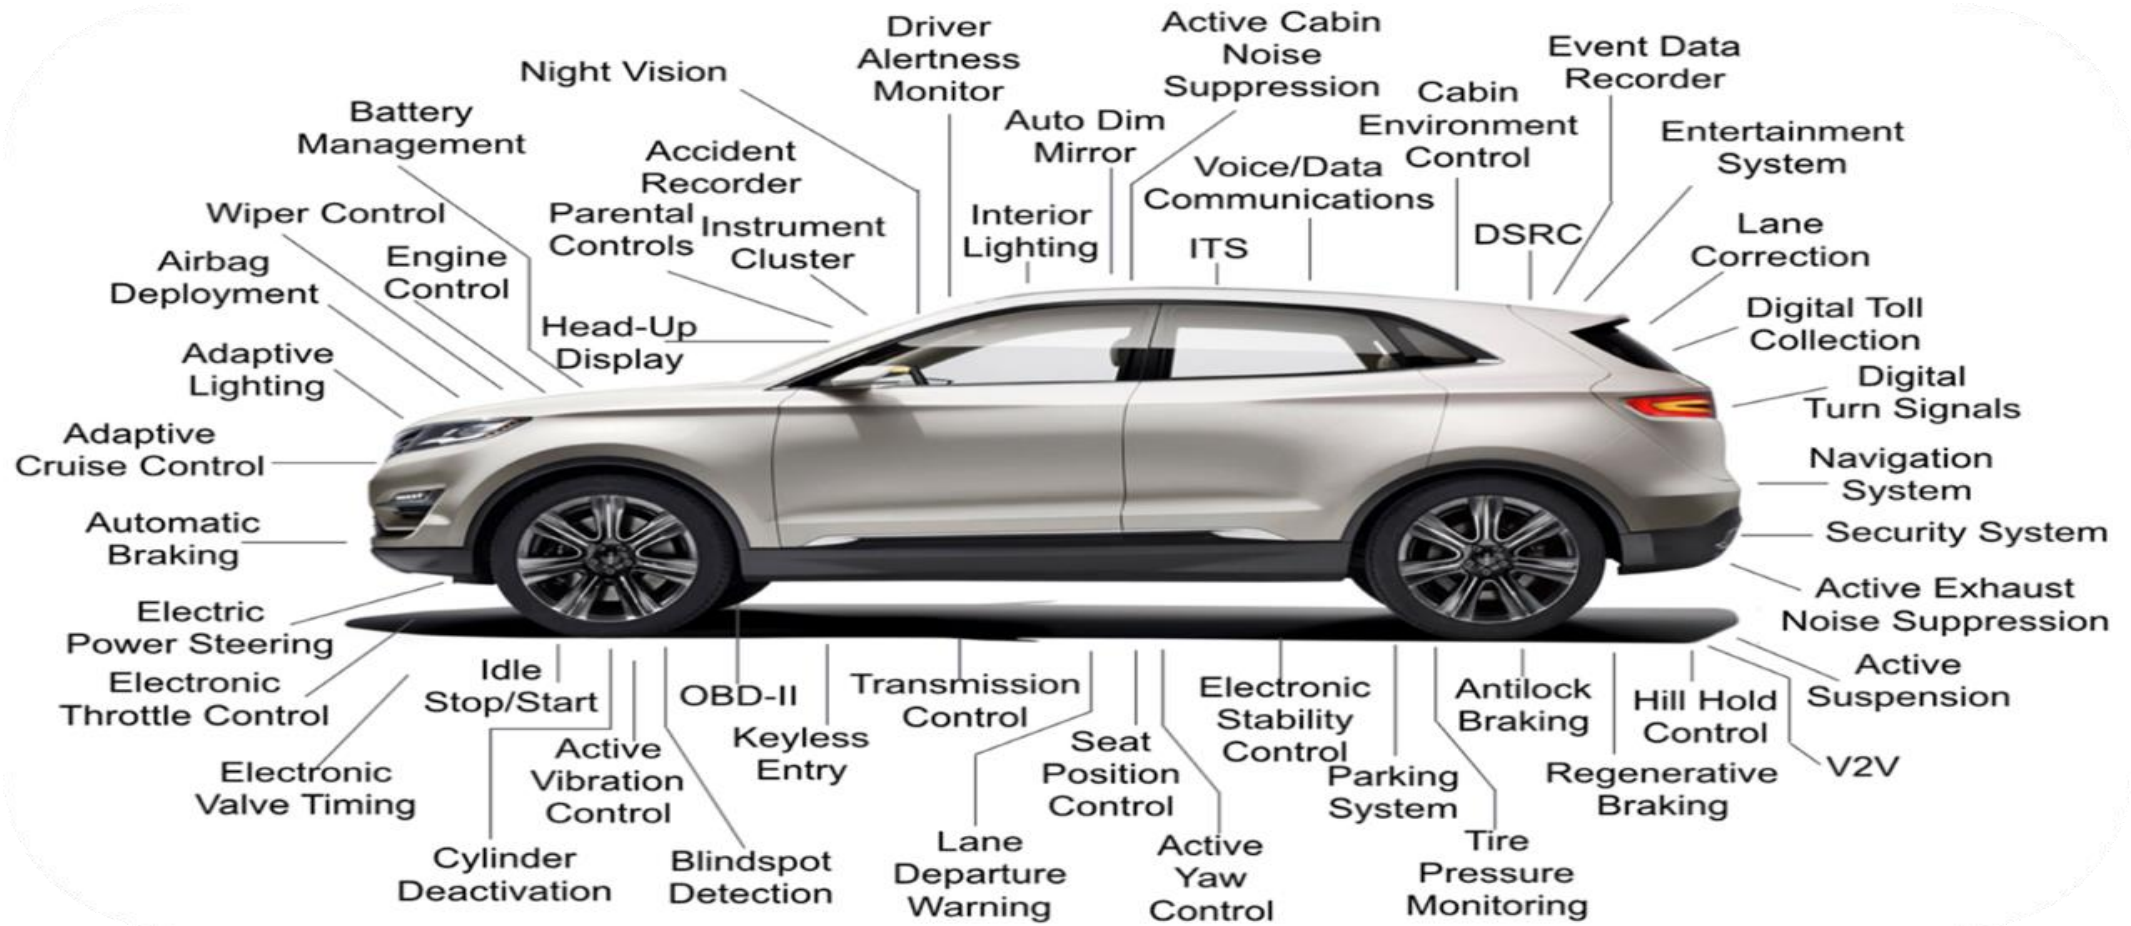 Driver
Alertness
Monitor
Active Cabin
Noise
Suppression
Event Data
Recorder
Night Vision
Battery
Management
Auto Dim
Mirror
Cabin
Environment
Control
Entertainment
System
Accident
Recorder
Voice/Data
Communications
Wiper Control
Parental
Controls
Instrument
Cluster
Interior
Lighting
ITS
DSRC
Lane
Correction
Airbag
Deployment
Engine
Control
Head-Up
Display
Digital Toll
Collection
Adaptive
Lighting
Digital
Turn Signals
Adaptive
Cruise Control
Navigation
System
Automatic
Braking
Security System
Electric
Power Steering
Active Exhaust
Noise Suppression
Electronic
Throttle Control
Idle
Stop/Start
OBD-II
Transmission
Control
Electronic
Stability
Control
Antilock
Braking
Hill Hold
Control
Active
Suspension
Electronic
Valve Timing
Active
Vibration
Control
Keyless
Entry
Seat
Position
Control
Parking
System
Regenerative
Braking
V2V
Cylinder
Deactivation
Blindspot
Detection
Lane
Departure
Warning
Active
Yaw
Control
Tire
Pressure
Monitoring